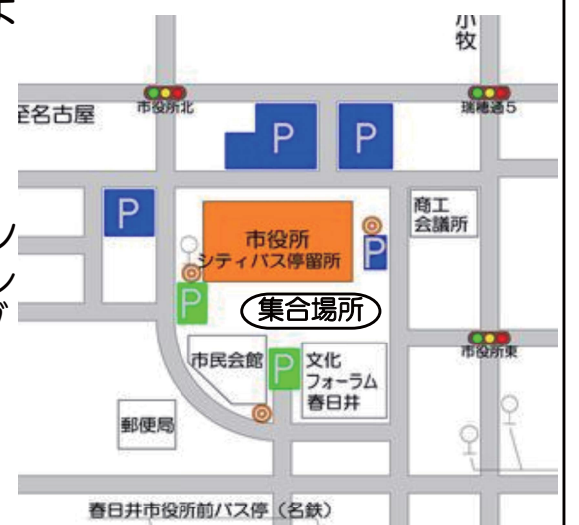 小
牧
至名古屋
市役所北
瑞穂通5
P
P
P
市役所
シティバス停留所
P
商工
会議所
P
集合場所
市民会館
P
文化
フォーラム
春日井
市役所東
郵便局
春日井市役所前バス停（名鉄）